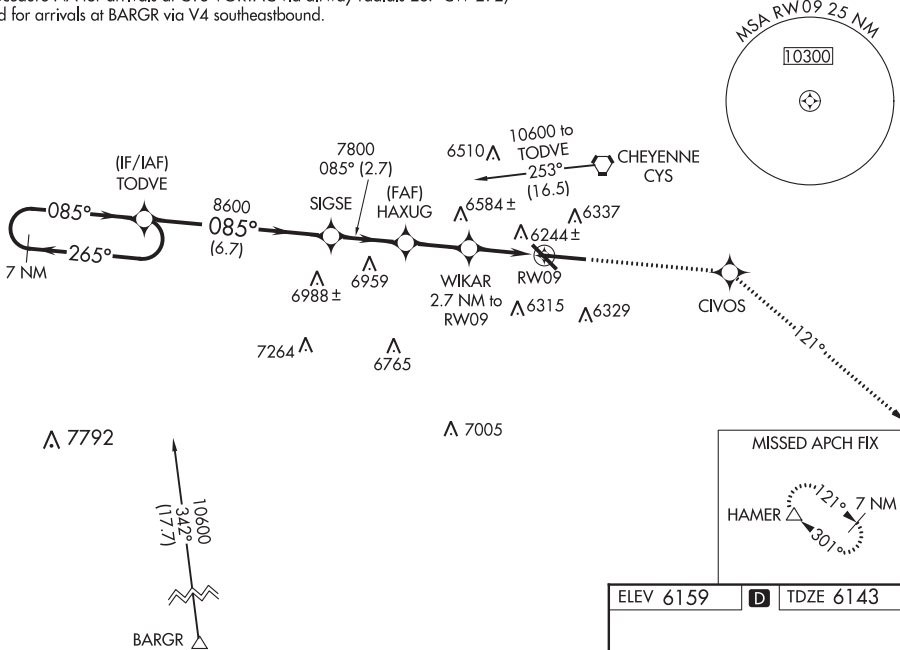 for arrivals at BARGR via V4 southeastbound.
MSA RW09 25 NM
10300
(IF/IAF)
TODVE
085°
265°
7 NM
8600
085°
(6.7)
SIGSE
7800
085° (2.7)
(FAF)
HAXUG
6510
10600 to
TODVE
253°
(16.5)
CHEYENNE
CYS
6584 ±
6337
6244 ±
6988 ±
6959
WIKAR
2.7 NM to
RW09
RW09
6315
6329
CIVOS
121°
7264
6765
7792
7005
10600
342°
(17.7)
BARGR
MISSED APCH FIX
HAMER
121°
7 NM
301°
ELEV 6159
D
TDZE 6143